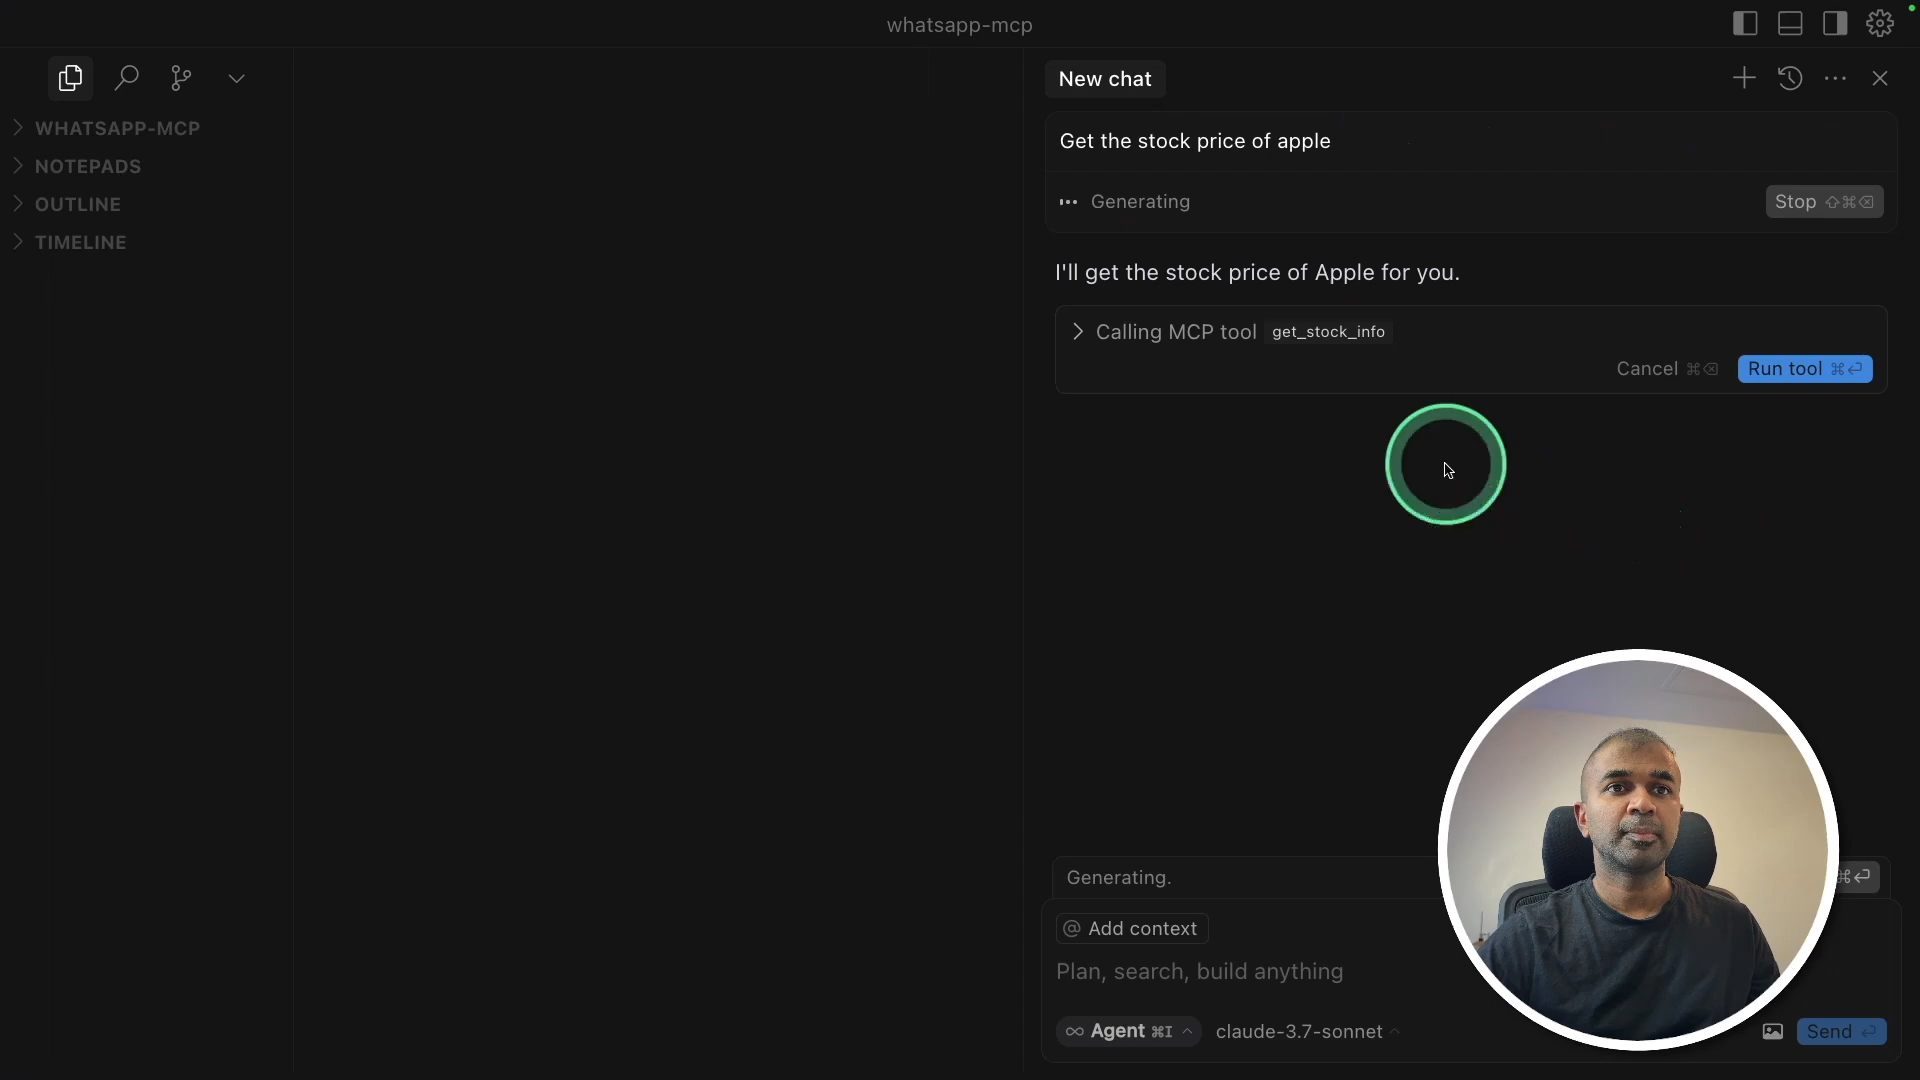 whatsapp-mcp
WHATSAPP-MCP
NOTEPADS
OUTLINE
TIMELINE
New chat
Get the stock price of apple
Generating
Stop ⇧⌘⌫
I'll get the stock price of Apple for you.
Calling MCP tool get_stock_info
Cancel ⌘⌫ Run tool ⌘⏎
Generating.
⌘⏎
@ Add context
Plan, search, build anything
∞ Agent ⌘I claude-3.7-sonnet
Send ⏎